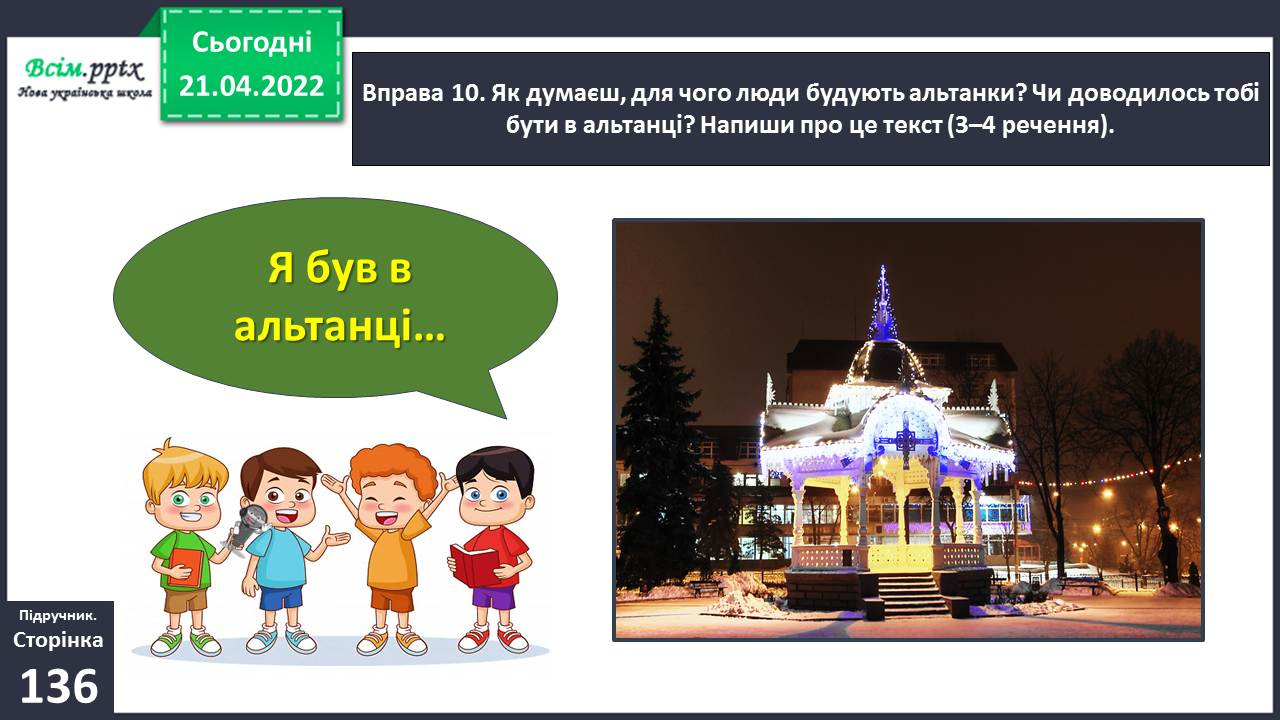 Сьогодні
21.04.2022
Всім.pptx
Нова українська школа
Вправа 10. Як думаєш, для чого люди будують альтанки? Чи доводилось тобі
бути в альтанці? Напиши про це текст (3–4 речення).
Я був в
альтанці...
Підручник.
Сторінка
136